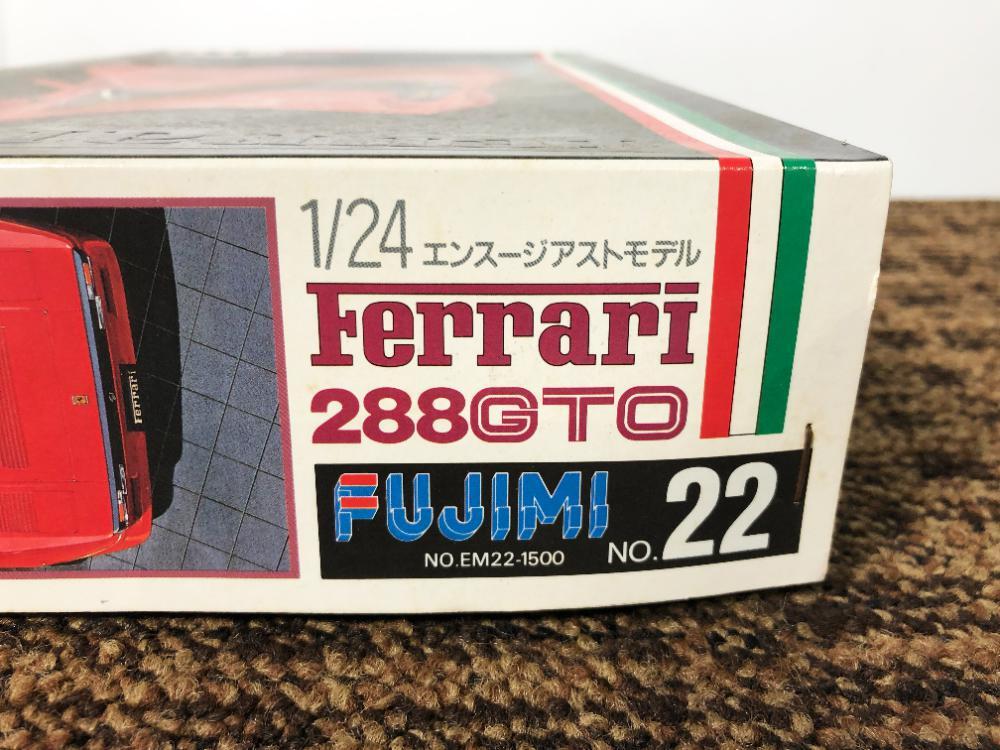 1/24 エンスージアストモデル
Ferrari
288GTO
FUJIMI
NO.EM22-1500
NO.22
Ferrari